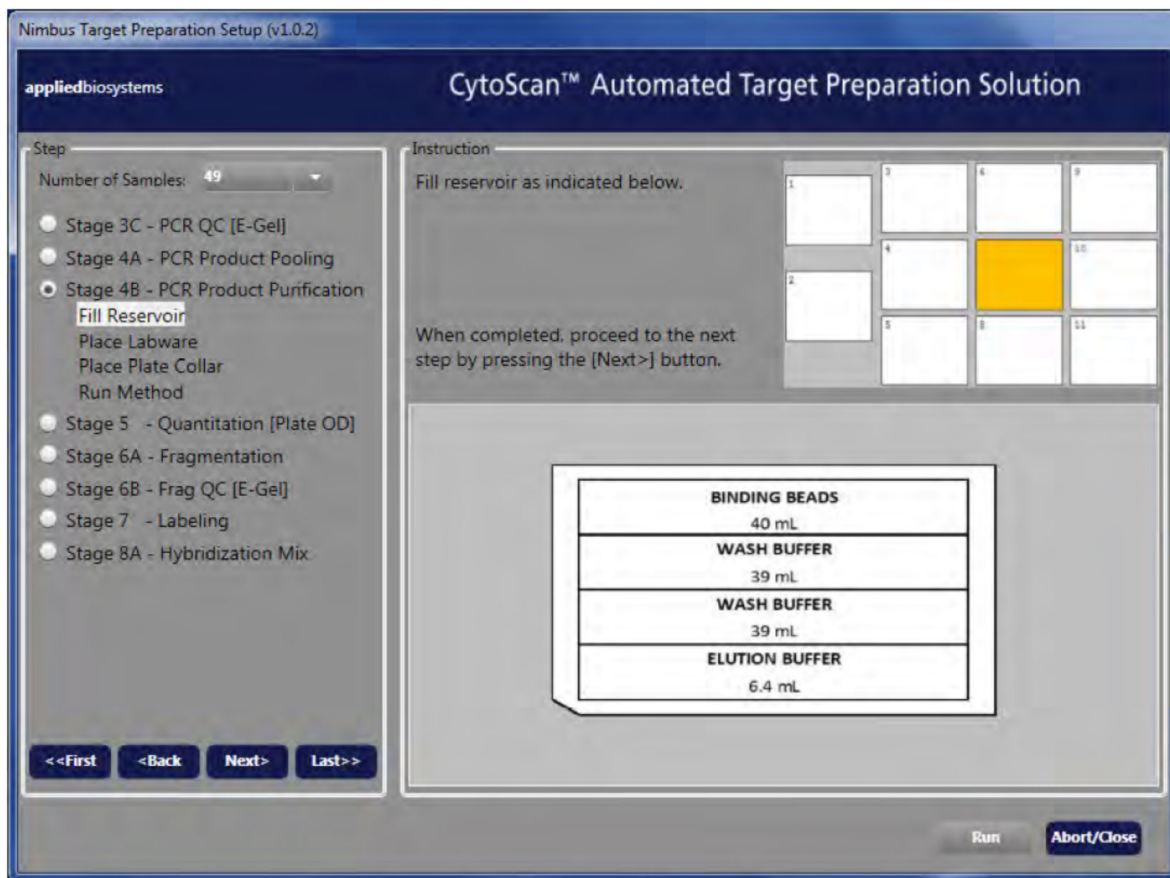 Nimbus Target Preparation Setup (v1.0.2)
appliedbiosystems
CytoScan™ Automated Target Preparation Solution
Step
Number of Samples: 49
Stage 3C - PCR QC [E-Gel]
Stage 4A - PCR Product Pooling
Stage 4B - PCR Product Purification
Fill Reservoir
Place Labware
Place Plate Collar
Run Method
Stage 5 - Quantitation [Plate OD]
Stage 6A - Fragmentation
Stage 6B - Frag QC [E-Gel]
Stage 7 - Labeling
Stage 8A - Hybridization Mix
<<First
<Back
Next>
Last>>
Instruction
Fill reservoir as indicated below.
When completed, proceed to the next
step by pressing the [Next>] button.
1
2
3
4
5
6
8
9
10
11
BINDING BEADS
40 mL
WASH BUFFER
39 mL
WASH BUFFER
39 mL
ELUTION BUFFER
6.4 mL
Run
Abort/Close